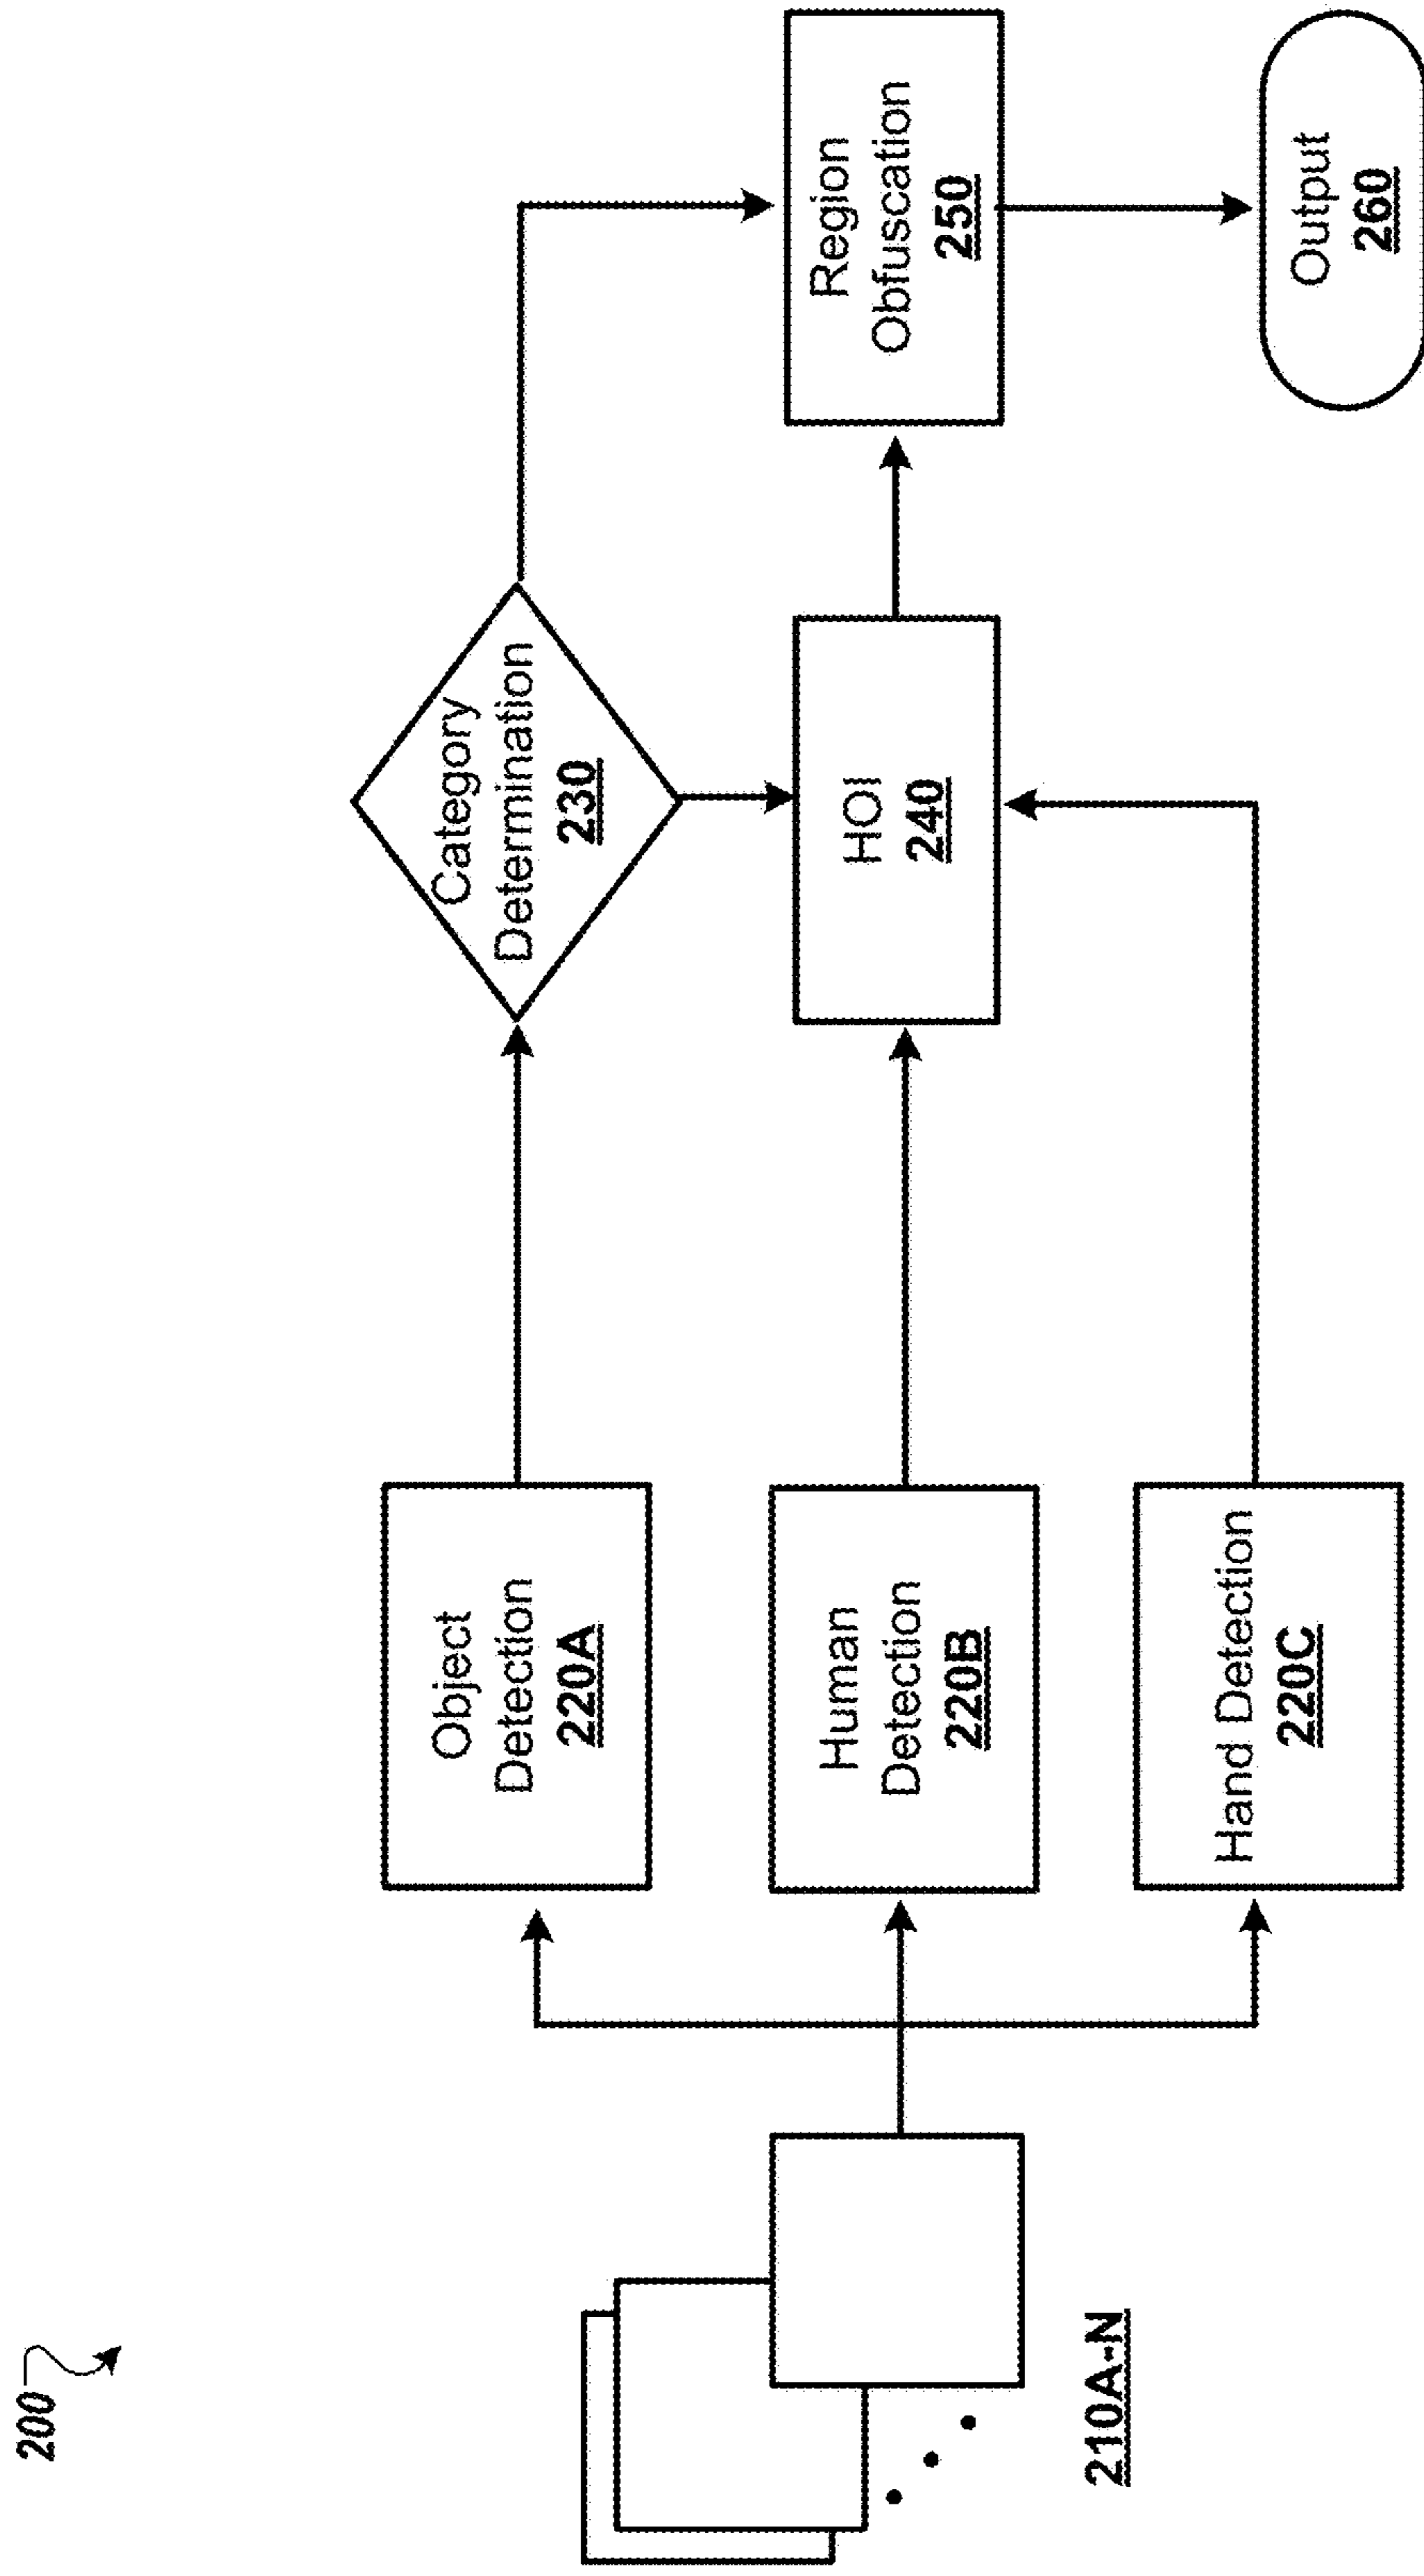 200
Object
Detection
220A
Category
Determination
230
Human
Detection
220B
HOI
240
Region
Obfuscation
250
Hand Detection
220C
Output
260
210A-N